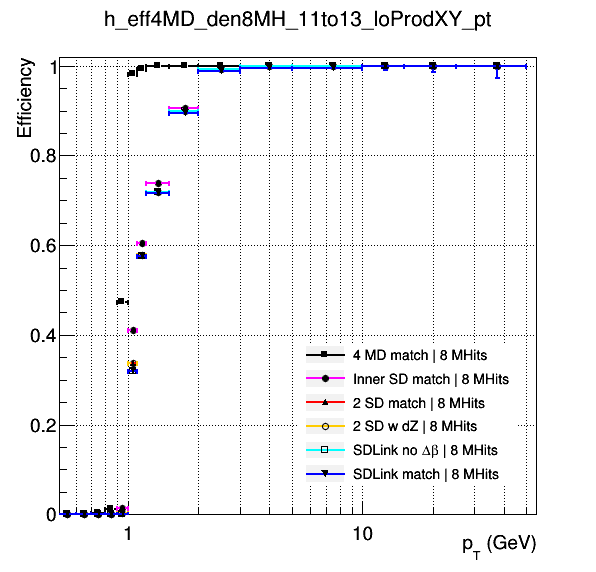 h_eff4MD_den8MH_11to13_loProdXY_pt
Efficiency
1
0.8
0.6
0.4
0.2
0
4 MD match | 8 MHits
Inner SD match | 8 MHits
2 SD match | 8 MHits
2 SD w dZ | 8 MHits
SDLink no Δβ | 8 MHits
SDLink match | 8 MHits
1
10
p_T (GeV)